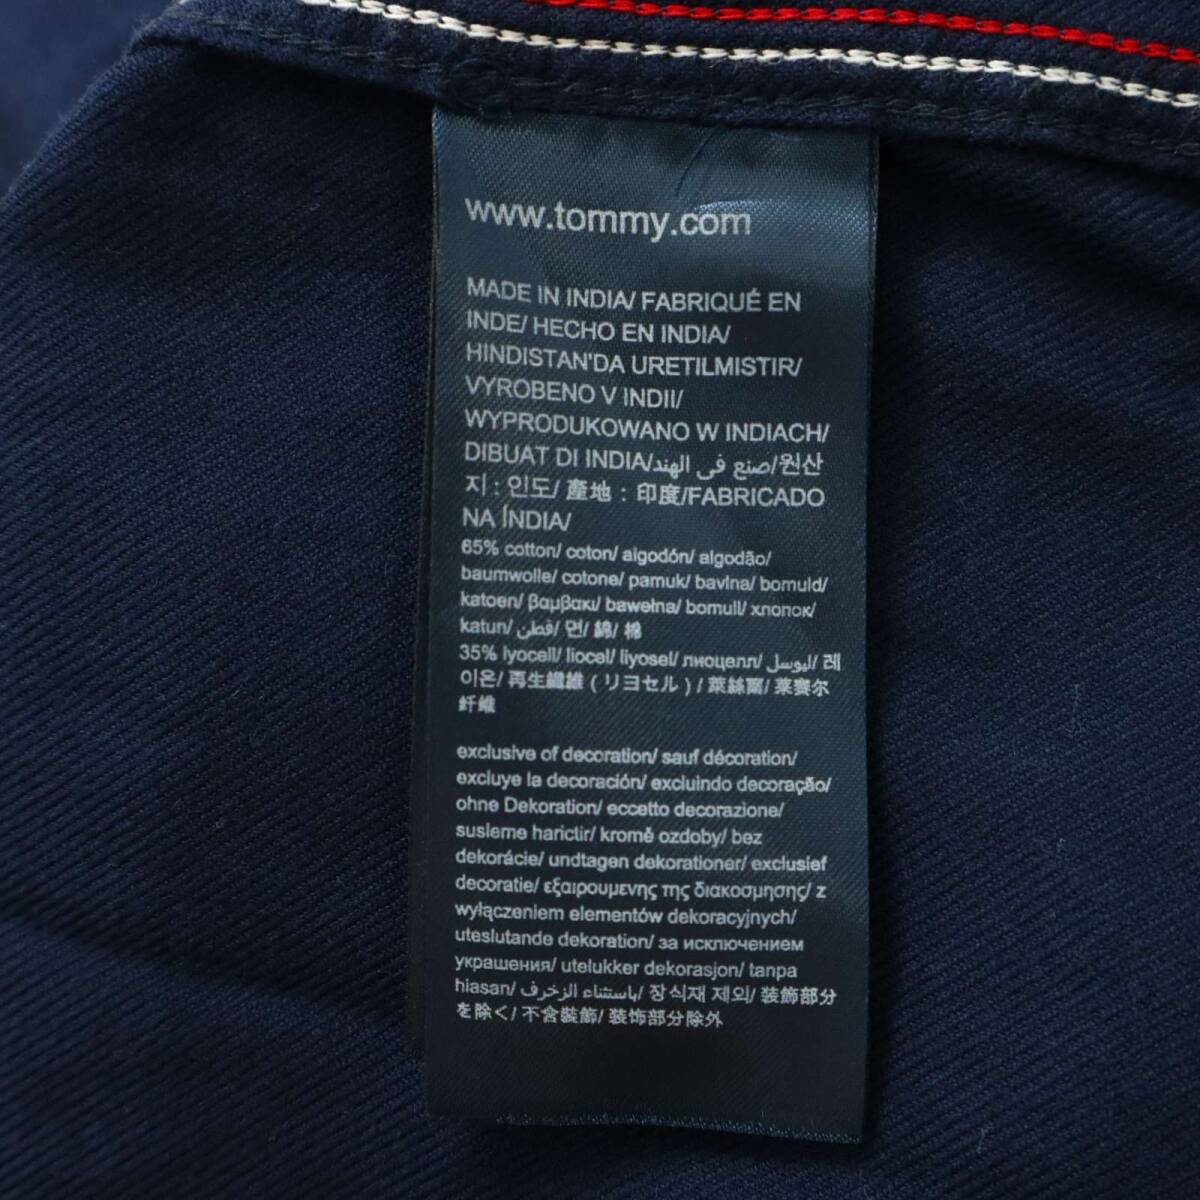 www.tommy.com
MADE IN INDIA/ FABRIQUÉ EN
INDE/ HECHO EN INDIA/
HINDISTAN'DA URETILMISTIR/
VYROBENO V INDII/
WYPRODUKOWANO W INDIACH/
DIBUAT DI INDIA/صنع في الهند/원산
지 : 인도/ 產地 : 印度/FABRICADO
NA ÍNDIA/
65% cotton/ coton/ algodón/ algodão/
baumwolle/ cotone/ pamuk/ bavlna/ bomuld/
katoen/ βαμβακι/ bawełna/ bomull/ хлопок/
katun/ قطن/ 면/ 綿/ 棉
35% lyocell/ liocel/ liyosel/ лиоцелл/ ليوسل/ 레
이온/ 再生繊維 ( リヨセル ) / 萊絲爾/ 莱赛尔
纤维
exclusive of decoration/ sauf décoration/
excluye la decoración/ excluindo decoração/
ohne Dekoration/ eccetto decorazione/
susleme harictir/ kromě ozdoby/ bez
dekorácie/ undtagen dekorationer/ exclusief
decoratie/ εξαιρουμενης της διακοσμησης/ z
wyłączeniem elementów dekoracyjnych/
uteslutande dekoration/ за исключением
украшения/ utelukker dekorasjon/ tanpa
hiasan/ باستثناء الزخرف/ 장식재 제외/ 装飾部分
を除く/ 不含裝飾/ 装饰部分除外